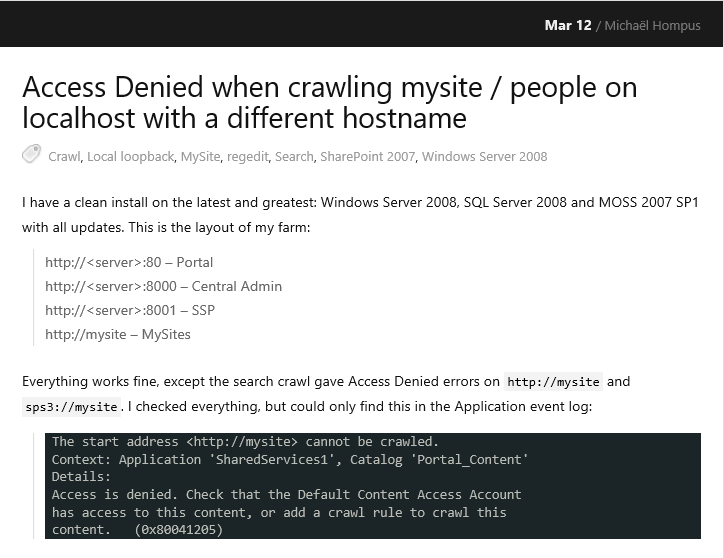 Mar 12 / Michaël Hompus
Access Denied when crawling mysite / people on
localhost with a different hostname
Crawl, Local loopback, MySite, regedit, Search, SharePoint 2007, Windows Server 2008
I have a clean install on the latest and greatest: Windows Server 2008, SQL Server 2008 and MOSS 2007 SP1
with all updates. This is the layout of my farm:
http://<server>:80 – Portal
http://<server>:8000 – Central Admin
http://<server>:8001 – SSP
http://mysite – MySites
Everything works fine, except the search crawl gave Access Denied errors on http://mysite and
sps3://mysite. I checked everything, but could only find this in the Application event log:
The start address <http://mysite> cannot be crawled.
Context: Application 'SharedServices1', Catalog 'Portal_Content'
Details:
Access is denied. Check that the Default Content Access Account
has access to this content, or add a crawl rule to crawl this
content.   (0x80041205)